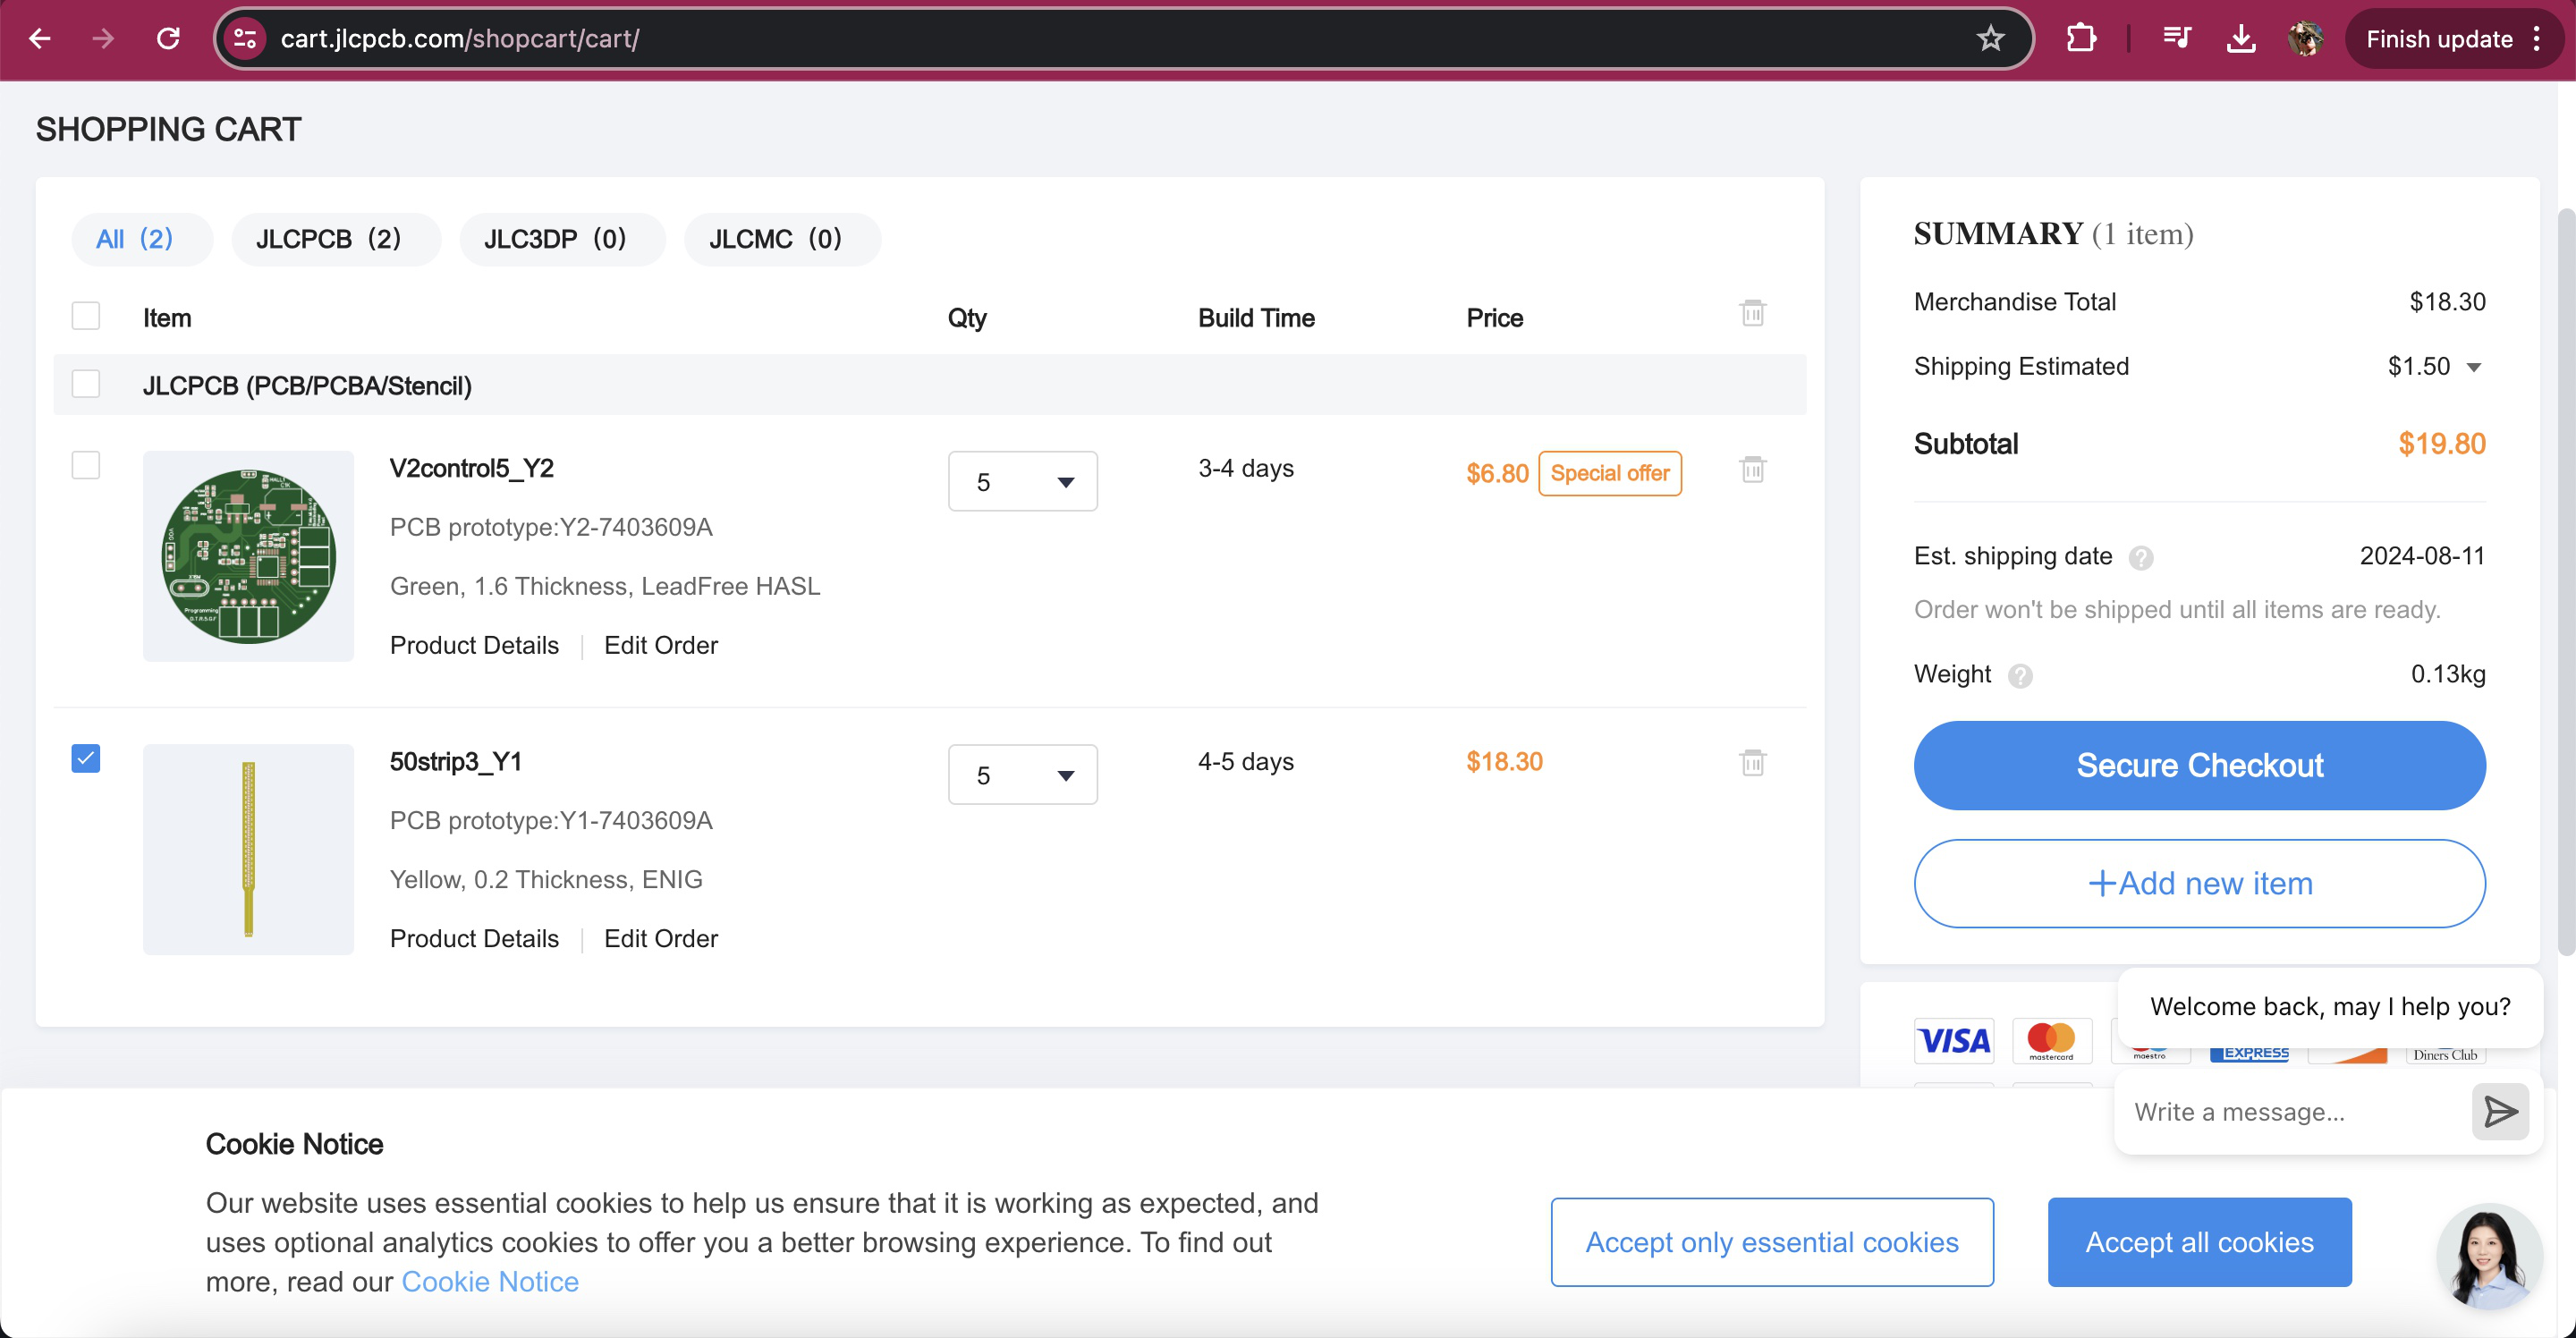 cart.jlcpcb.com/shopcart/cart/
Finish update
SHOPPING CART
All (2)
JLCPCB (2)
JLC3DP (0)
JLCMC (0)
Item
Qty
Build Time
Price
JLCPCB (PCB/PCBA/Stencil)
V2control5_Y2
5
3-4 days
$6.80
Special offer
PCB prototype:Y2-7403609A
Green, 1.6 Thickness, LeadFree HASL
Product Details
Edit Order
Programming
50strip3_Y1
5
4-5 days
$18.30
PCB prototype:Y1-7403609A
Yellow, 0.2 Thickness, ENIG
Product Details
Edit Order
SUMMARY (1 item)
Merchandise Total
$18.30
Shipping Estimated
$1.50
Subtotal
$19.80
Est. shipping date ?
2024-08-11
Order won't be shipped until all items are ready.
Weight ?
0.13kg
Secure Checkout
+Add new item
VISA
mastercard
maestro
EXPRESS
Diners Club
Welcome back, may I help you?
Write a message...
Cookie Notice
Our website uses essential cookies to help us ensure that it is working as expected, and
uses optional analytics cookies to offer you a better browsing experience. To find out
more, read our Cookie Notice
Accept only essential cookies
Accept all cookies